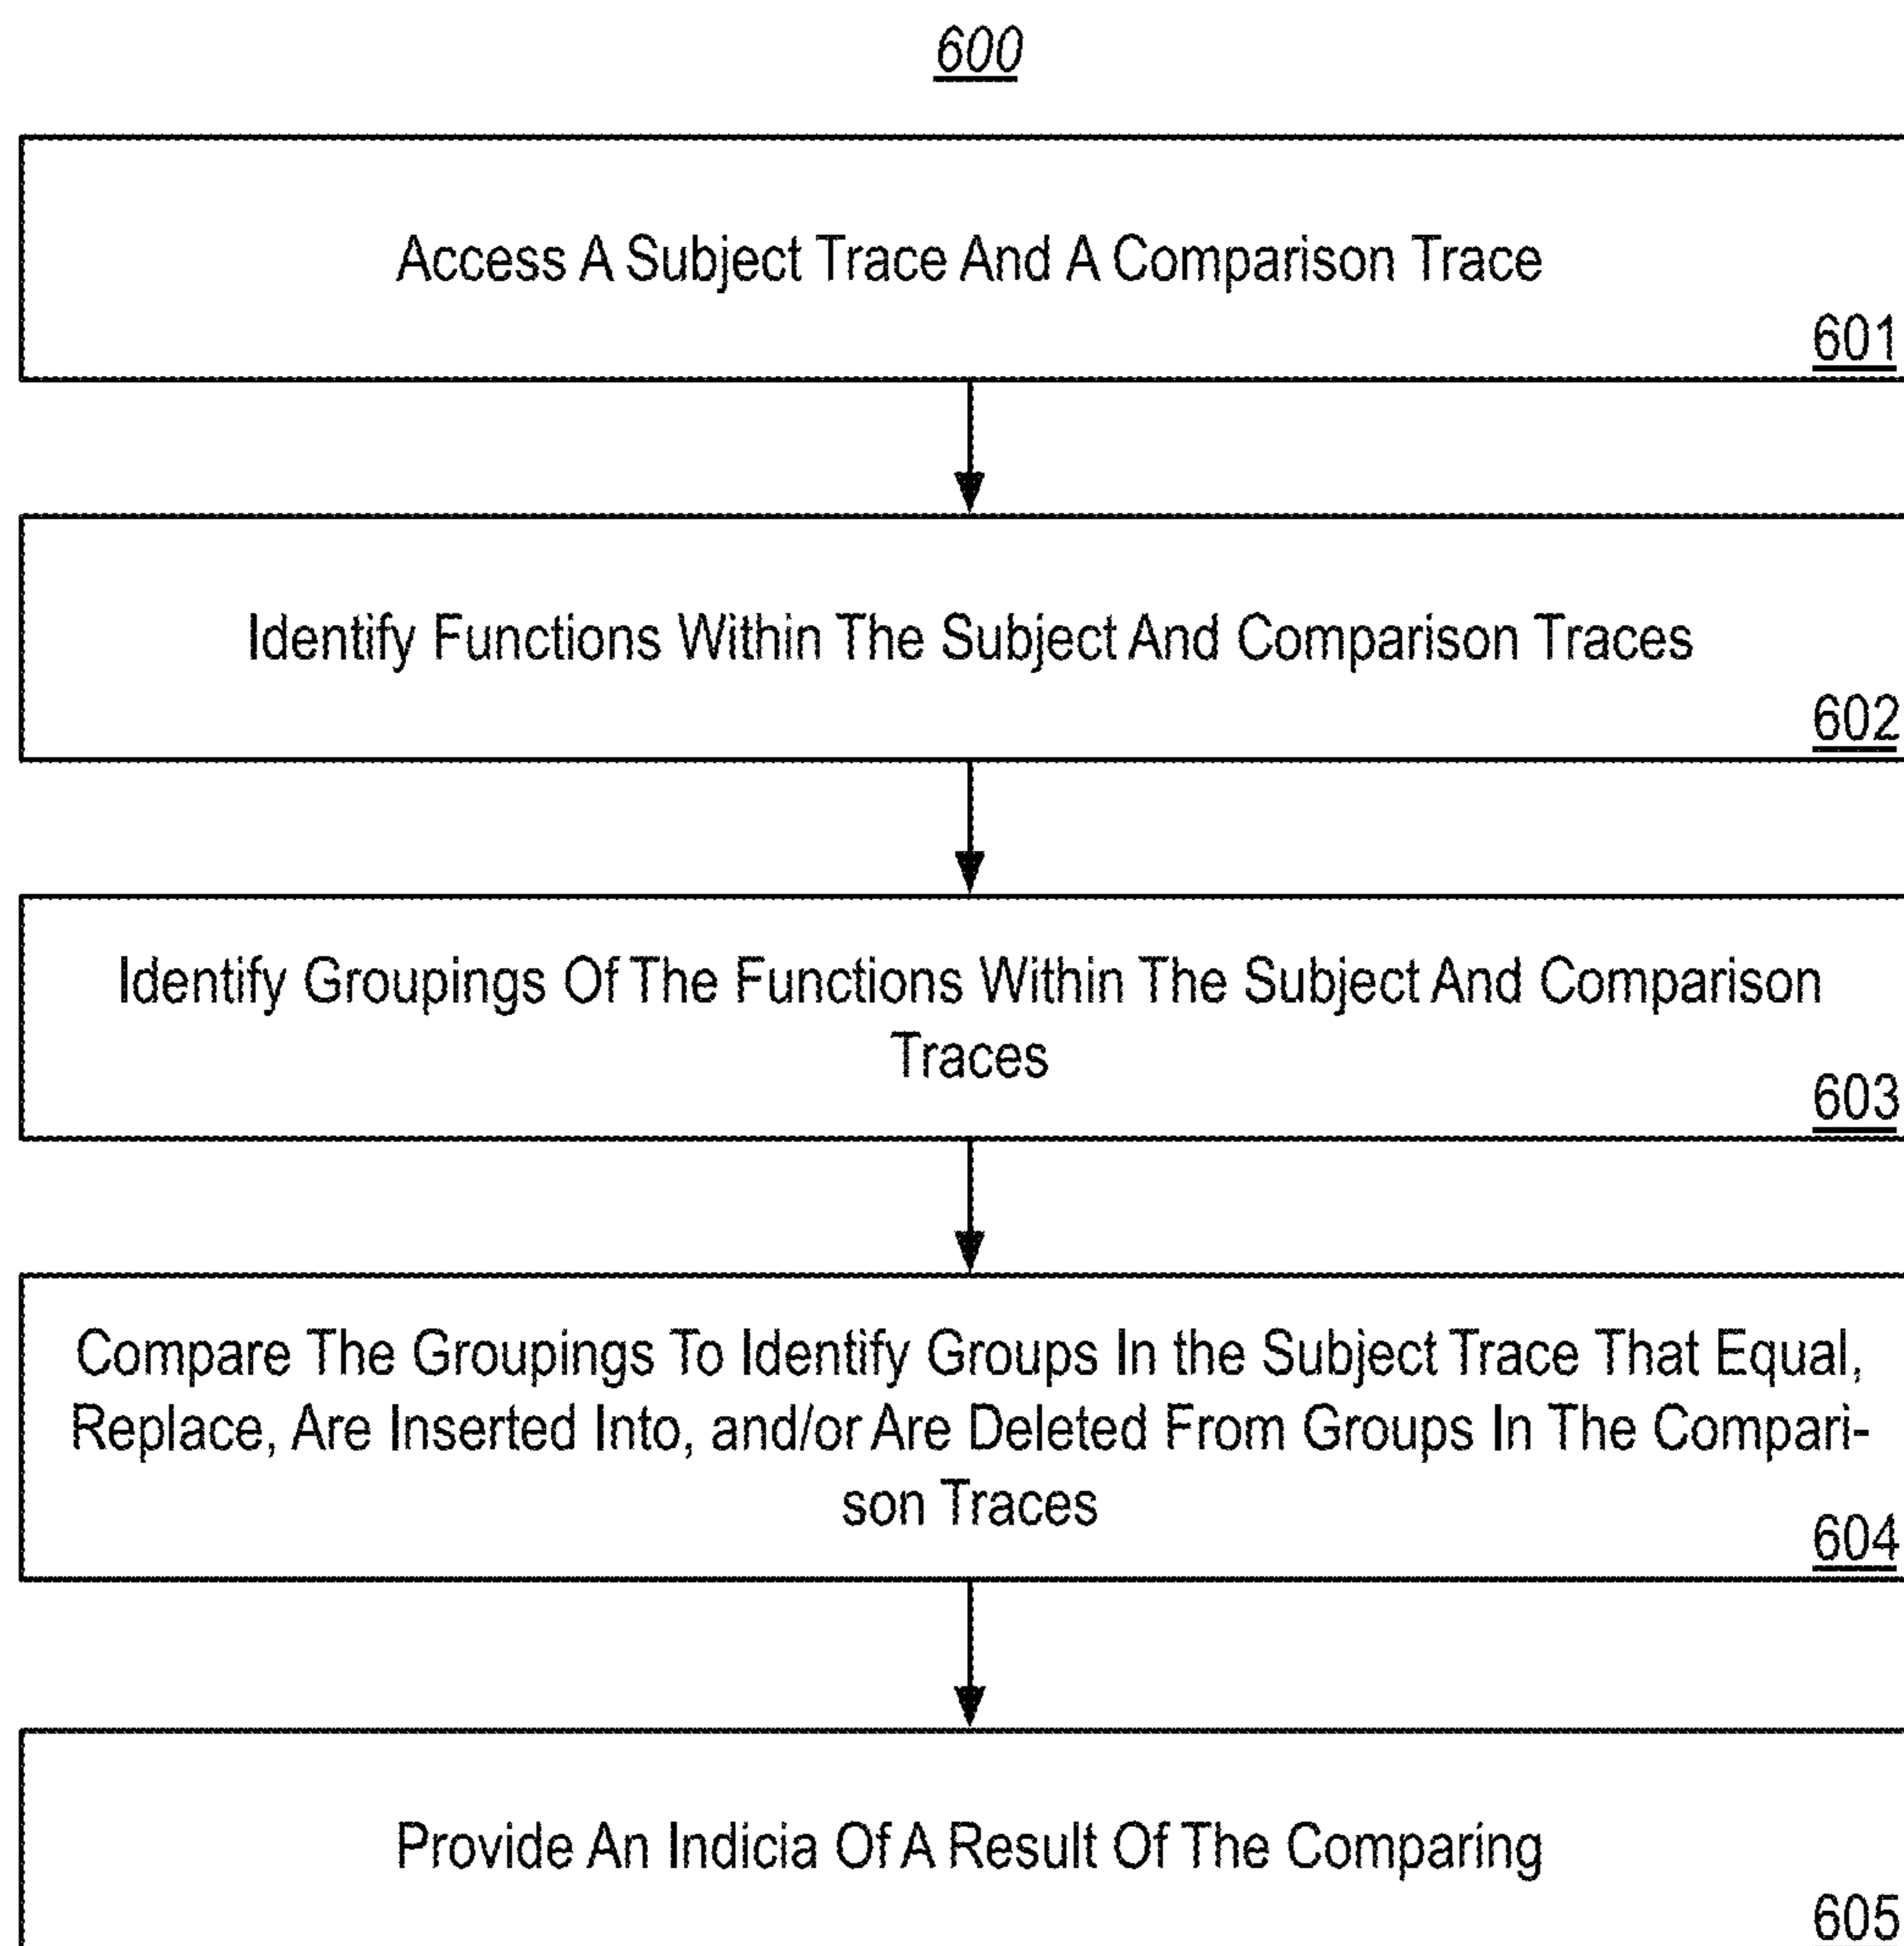 600
Access A Subject Trace And A Comparison Trace
601
Identify Functions Within The Subject And Comparison Traces
602
Identify Groupings Of The Functions Within The Subject And Comparison
Traces
603
Compare The Groupings To Identify Groups In the Subject Trace That Equal,
Replace, Are Inserted Into, and/or Are Deleted From Groups In The Compari-
son Traces
604
Provide An Indicia Of A Result Of The Comparing
605